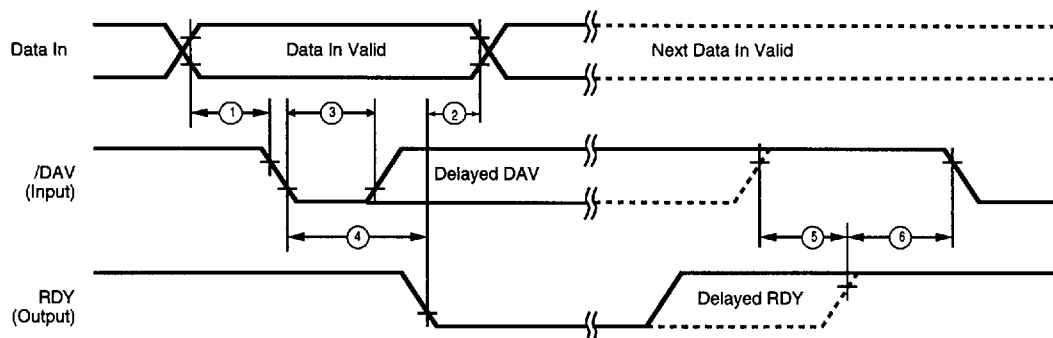 Data In
Data In Valid
Next Data In Valid
1
3
2
/DAV
(Input)
Delayed DAV
4
5
6
RDY
(Output)
Delayed RDY